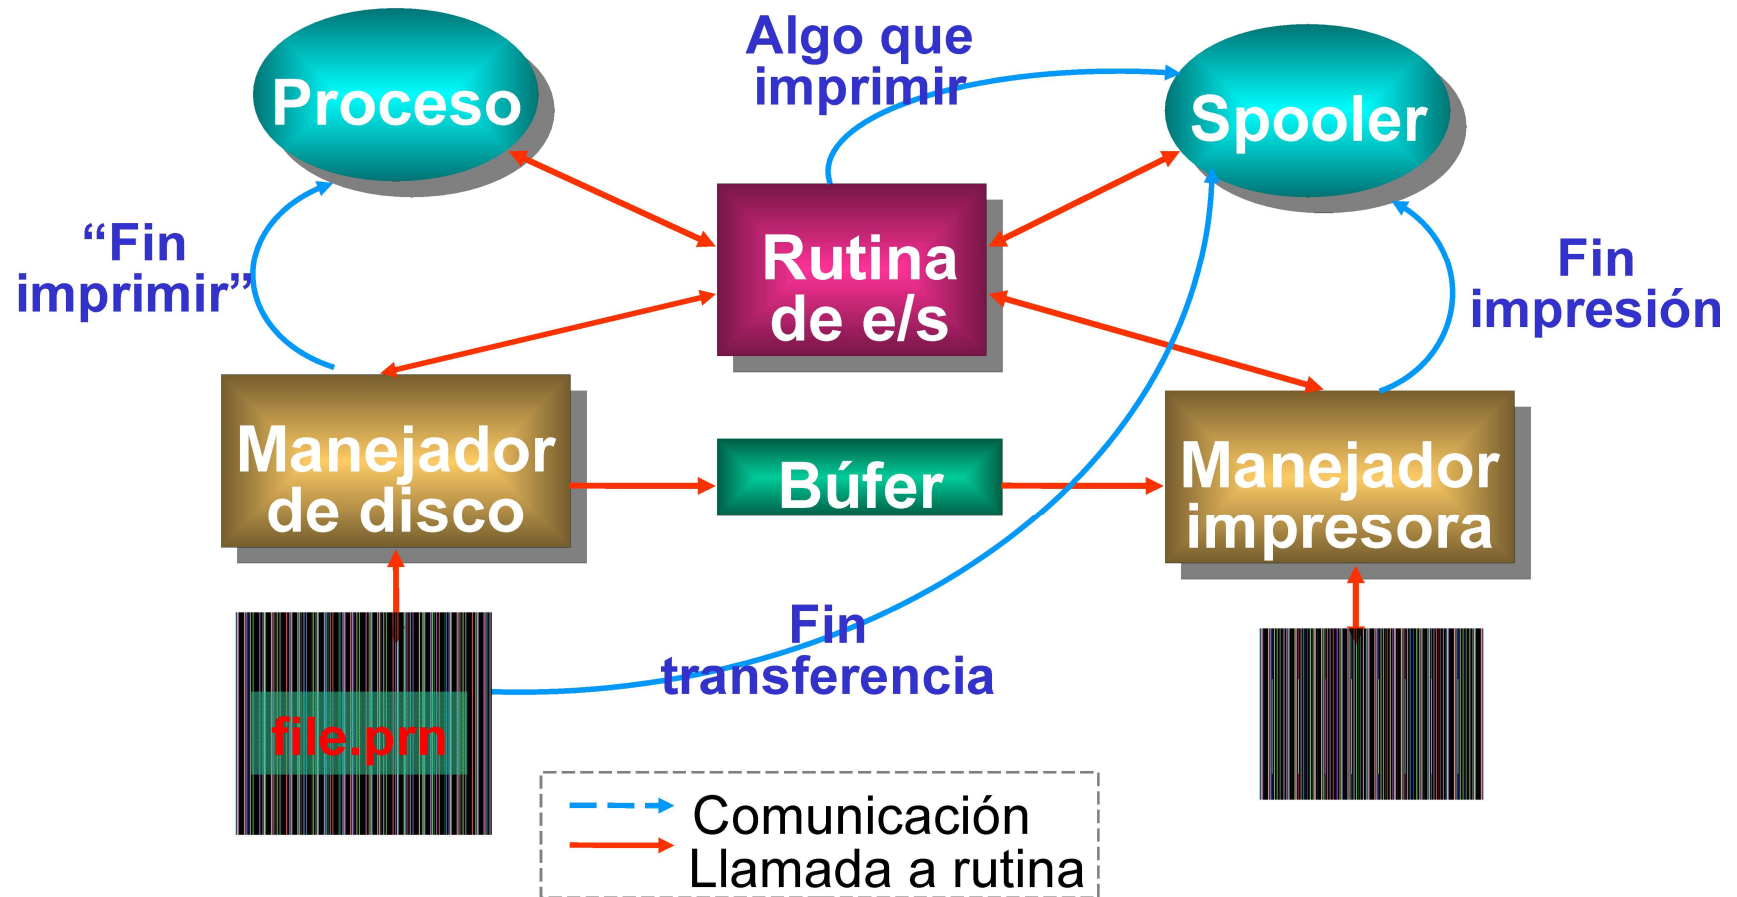 Proceso
Algo que
imprimir
Spooler
“Fin
imprimir”
Rutina
de e/s
Fin
impresión
Manejador
de disco
Búfer
Manejador
impresora
Fin
transferencia
file.prn
Comunicación
Llamada a rutina